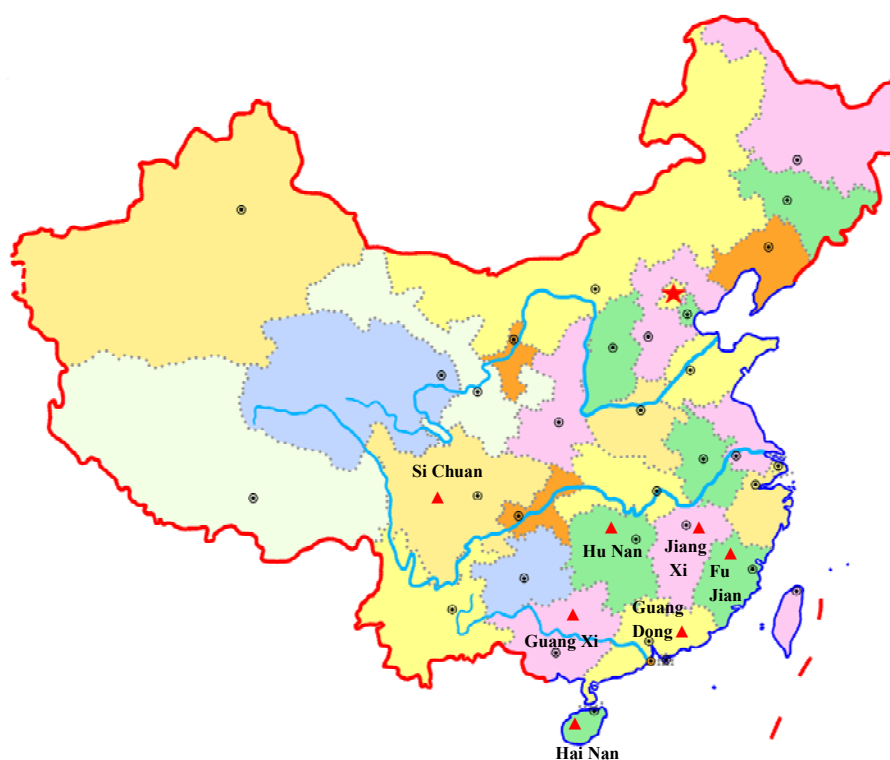 Si Chuan
Hu Nan
Jiang
Xi
Fu
Jian
Guang
Dong
Guang Xi
Hai Nan